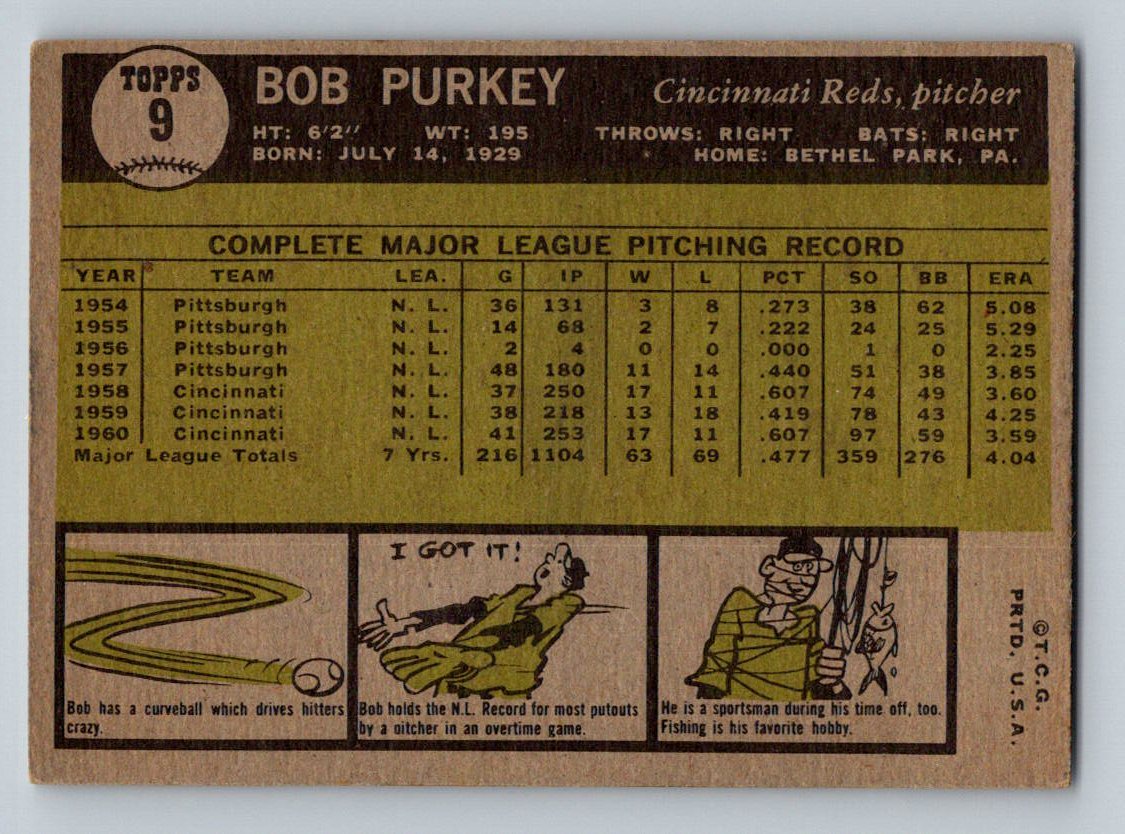 TOPPS
9
BOB PURKEY
Cincinnati Reds, pitcher
HT: 6'2" WT: 195 THROWS: RIGHT BATS: RIGHT
BORN: JULY 14, 1929 HOME: BETHEL PARK, PA.
COMPLETE MAJOR LEAGUE PITCHING RECORD
YEAR TEAM LEA. G IP W L PCT SO BB ERA
1954 Pittsburgh N. L. 36 131 3 8 .273 38 62 5.08
1955 Pittsburgh N. L. 14 68 2 7 .222 24 25 5.29
1956 Pittsburgh N. L. 2 4 0 0 .000 1 0 2.25
1957 Pittsburgh N. L. 48 180 11 14 .440 51 38 3.85
1958 Cincinnati N. L. 37 250 17 11 .607 74 49 3.60
1959 Cincinnati N. L. 38 218 13 18 .419 78 43 4.25
1960 Cincinnati N. L. 41 253 17 11 .607 97 59 3.59
Major League Totals 7 Yrs. 216 1104 63 69 .477 359 276 4.04
Bob has a curveball which drives hitters
crazy.
I GOT IT!
Bob holds the N.L. Record for most putouts
by a pitcher in an overtime game.
He is a sportsman during his time off, too.
Fishing is his favorite hobby.
©T.C.G.
PRTD. U.S.A.